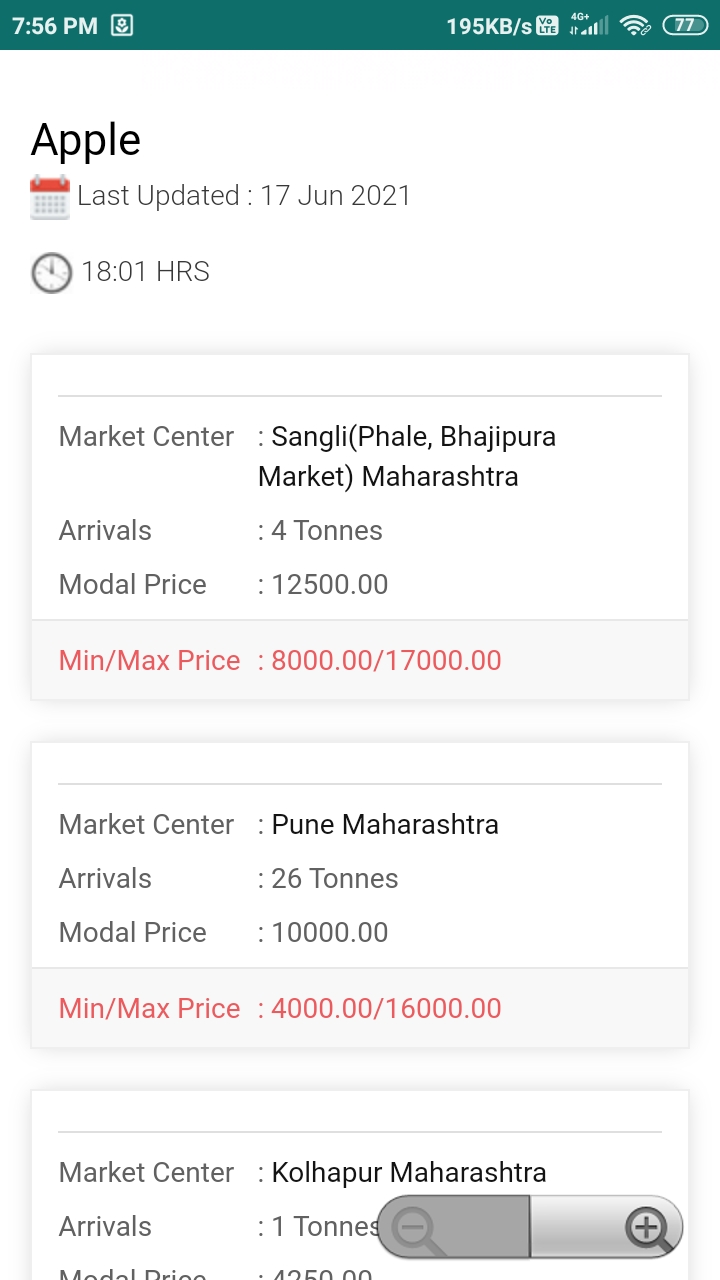 7:56 PM 195KB/s Vo LTE 4G+ 77
Apple
Last Updated : 17 Jun 2021
18:01 HRS
Market Center : Sangli(Phale, Bhajipura
Market) Maharashtra
Arrivals : 4 Tonnes
Modal Price : 12500.00
Min/Max Price : 8000.00/17000.00
Market Center : Pune Maharashtra
Arrivals : 26 Tonnes
Modal Price : 10000.00
Min/Max Price : 4000.00/16000.00
Market Center : Kolhapur Maharashtra
Arrivals : 1 Tonnes
Modal Price : 4250.00